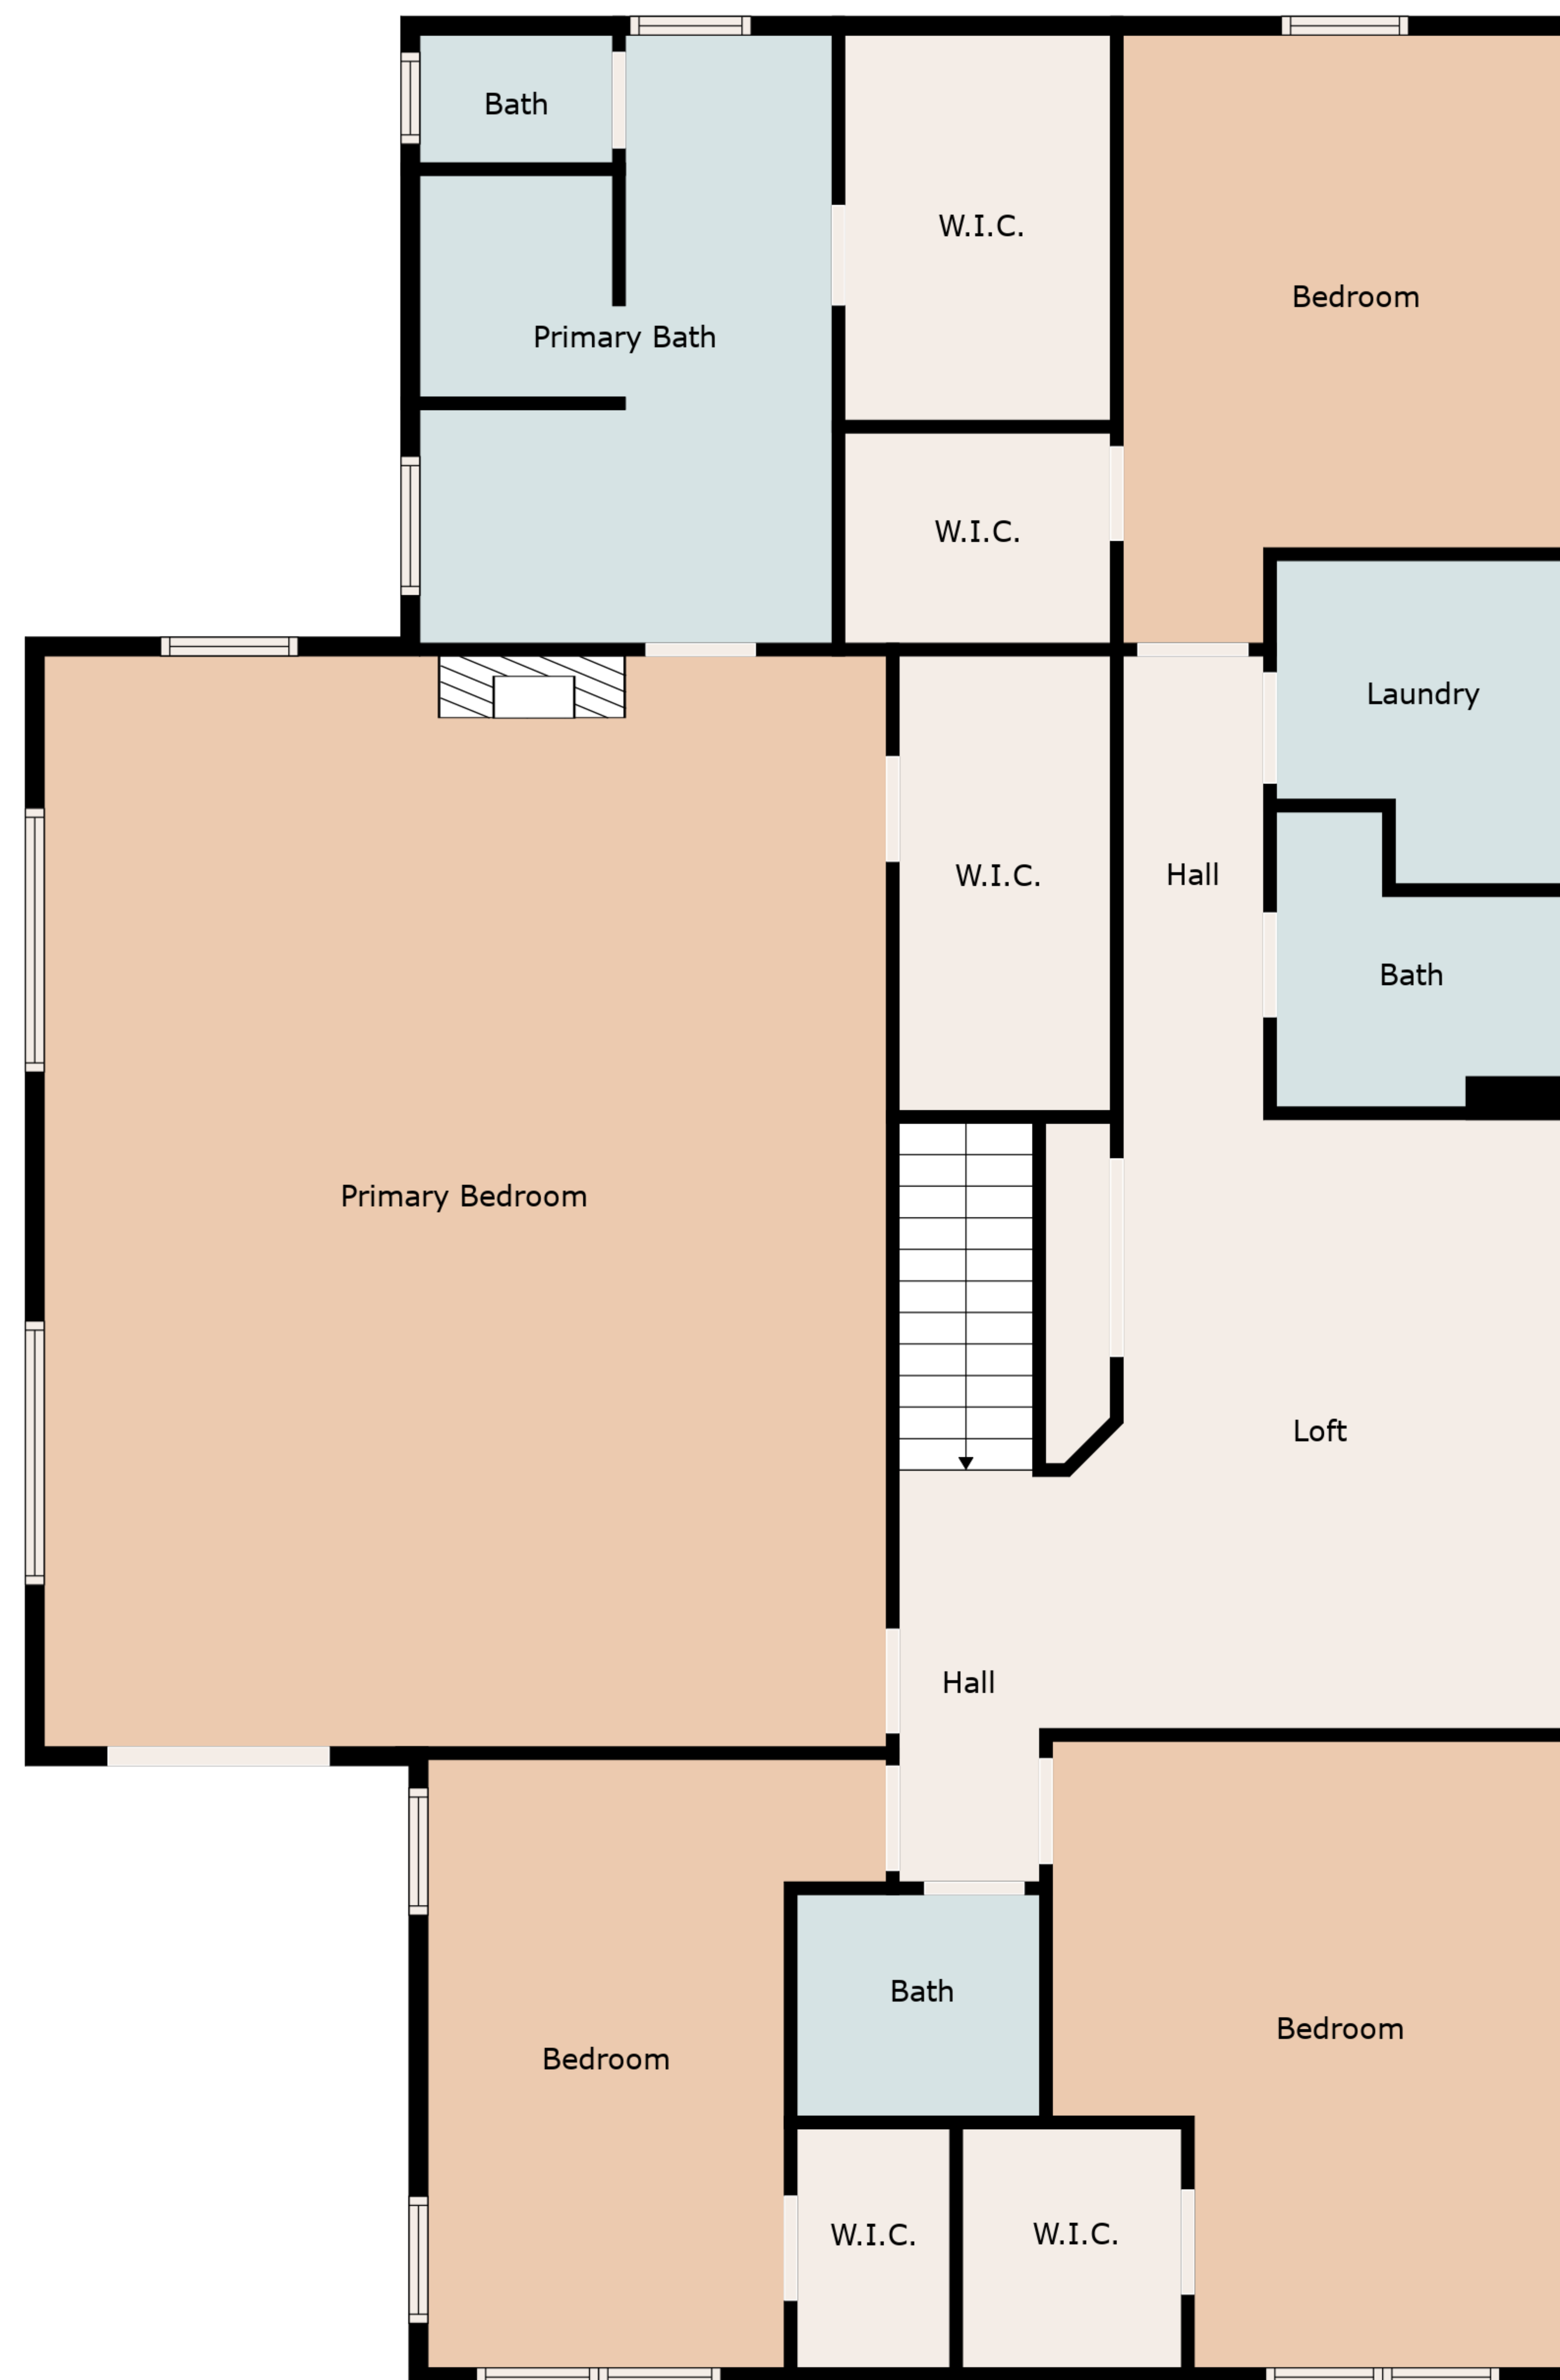 Bath
W.I.C.
Bedroom
Primary Bath
W.I.C.
Laundry
W.I.C.
Hall
Bath
Primary Bedroom
Loft
Hall
Bath
Bedroom
Bedroom
W.I.C.
W.I.C.